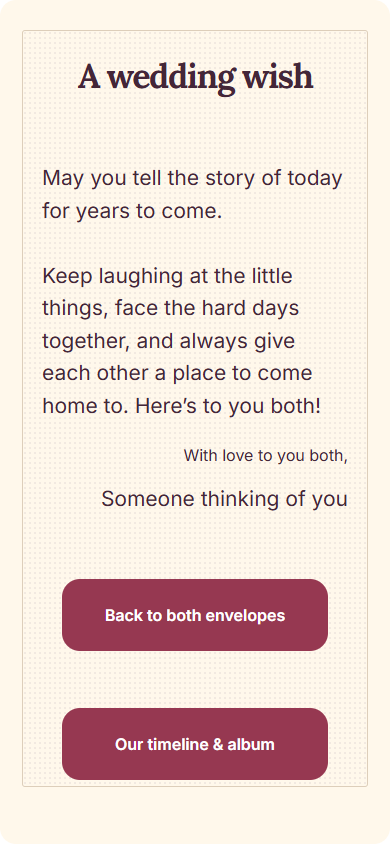 A wedding wish
May you tell the story of today
for years to come.
Keep laughing at the little
things, face the hard days
together, and always give
each other a place to come
home to. Here’s to you both!
With love to you both,
Someone thinking of you
Back to both envelopes
Our timeline & album